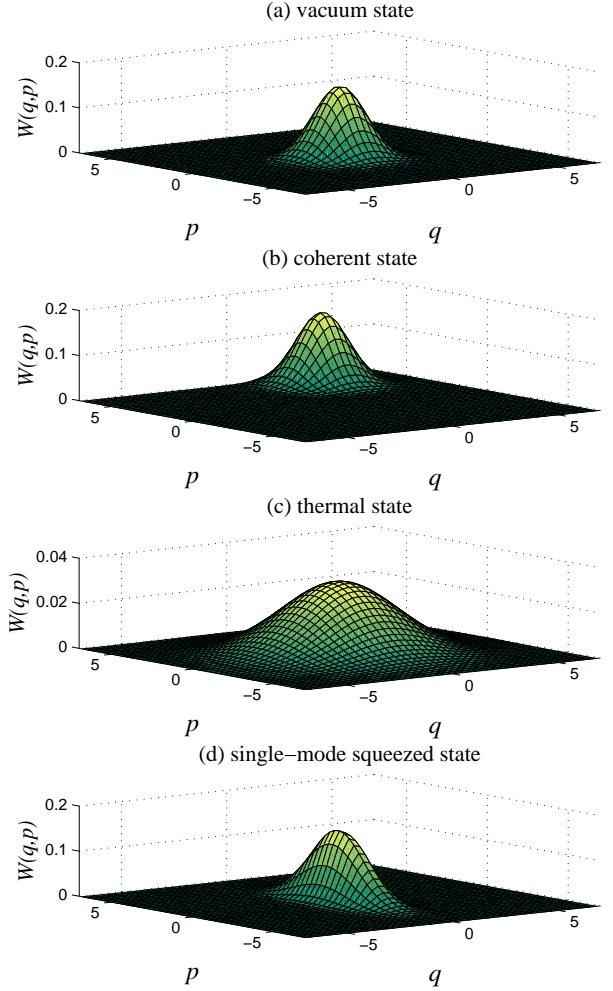 (a) vacuum state
0.2
0.1
0
W(q,p)
5
0
−5
p
−5
0
5
q
(b) coherent state
0.2
0.1
0
W(q,p)
5
0
−5
p
−5
0
5
q
(c) thermal state
0.04
0.02
0
W(q,p)
5
0
−5
p
−5
0
5
q
(d) single−mode squeezed state
0.2
0.1
0
W(q,p)
5
0
−5
p
−5
0
5
q